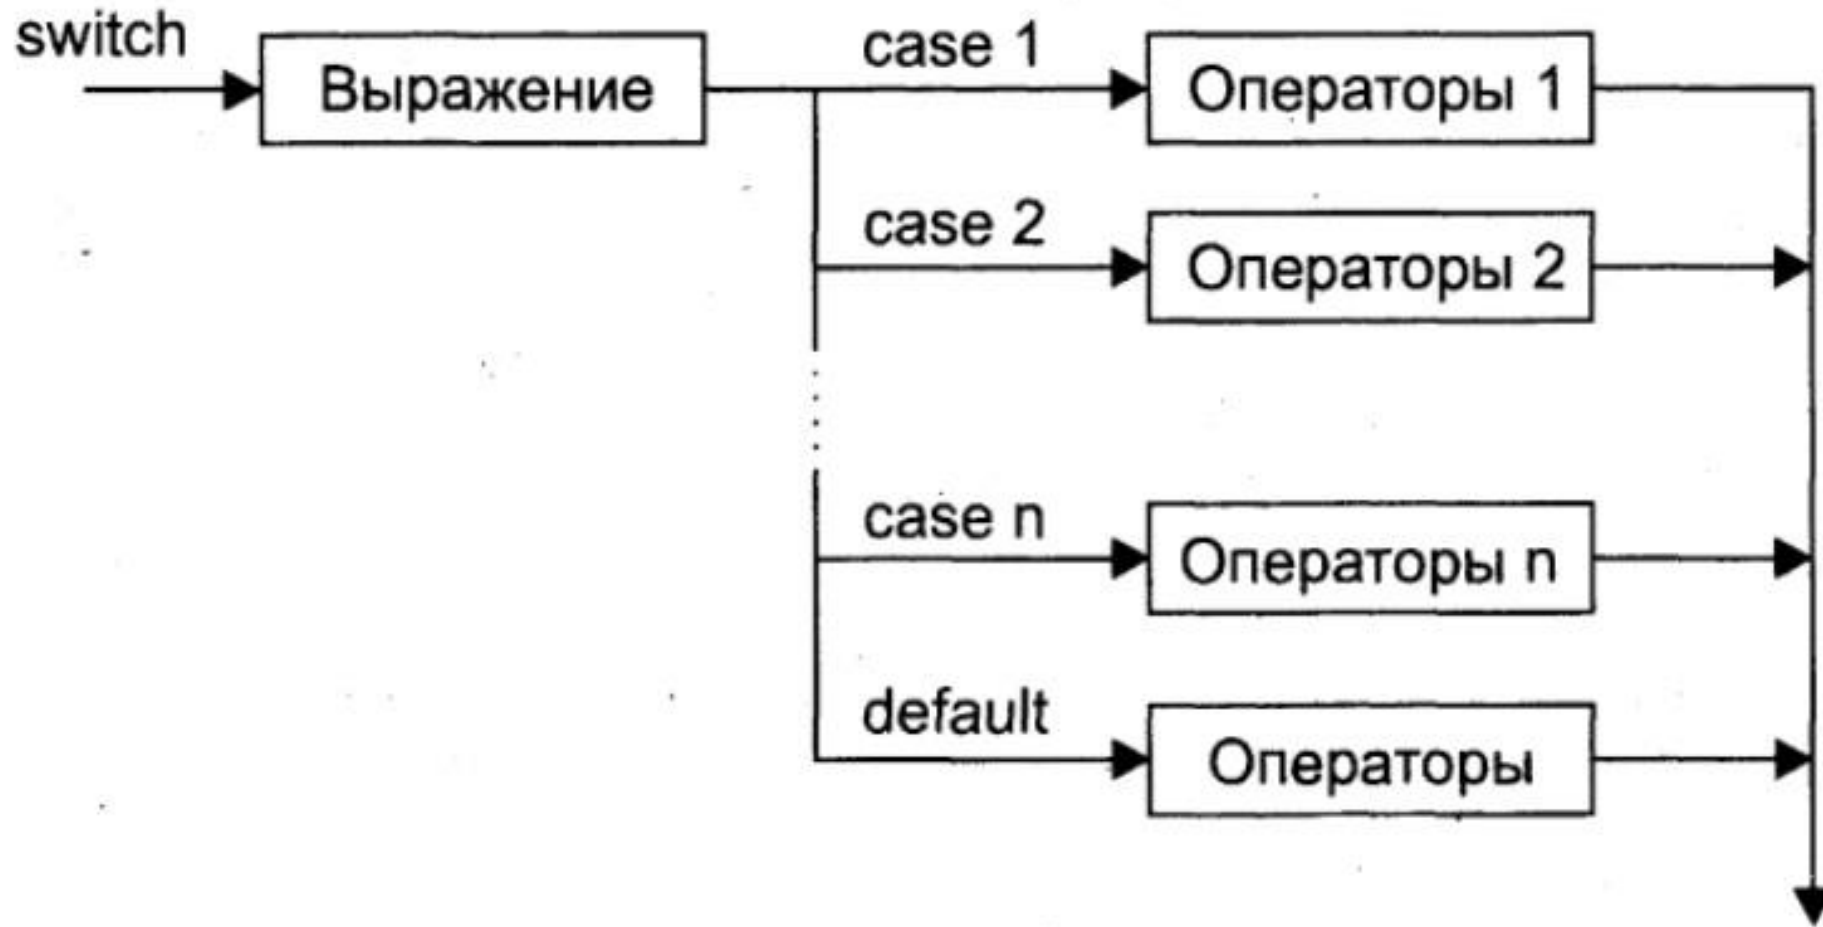 switch
Выражение
case 1
Операторы 1
case 2
Операторы 2
case n
Операторы n
default
Операторы